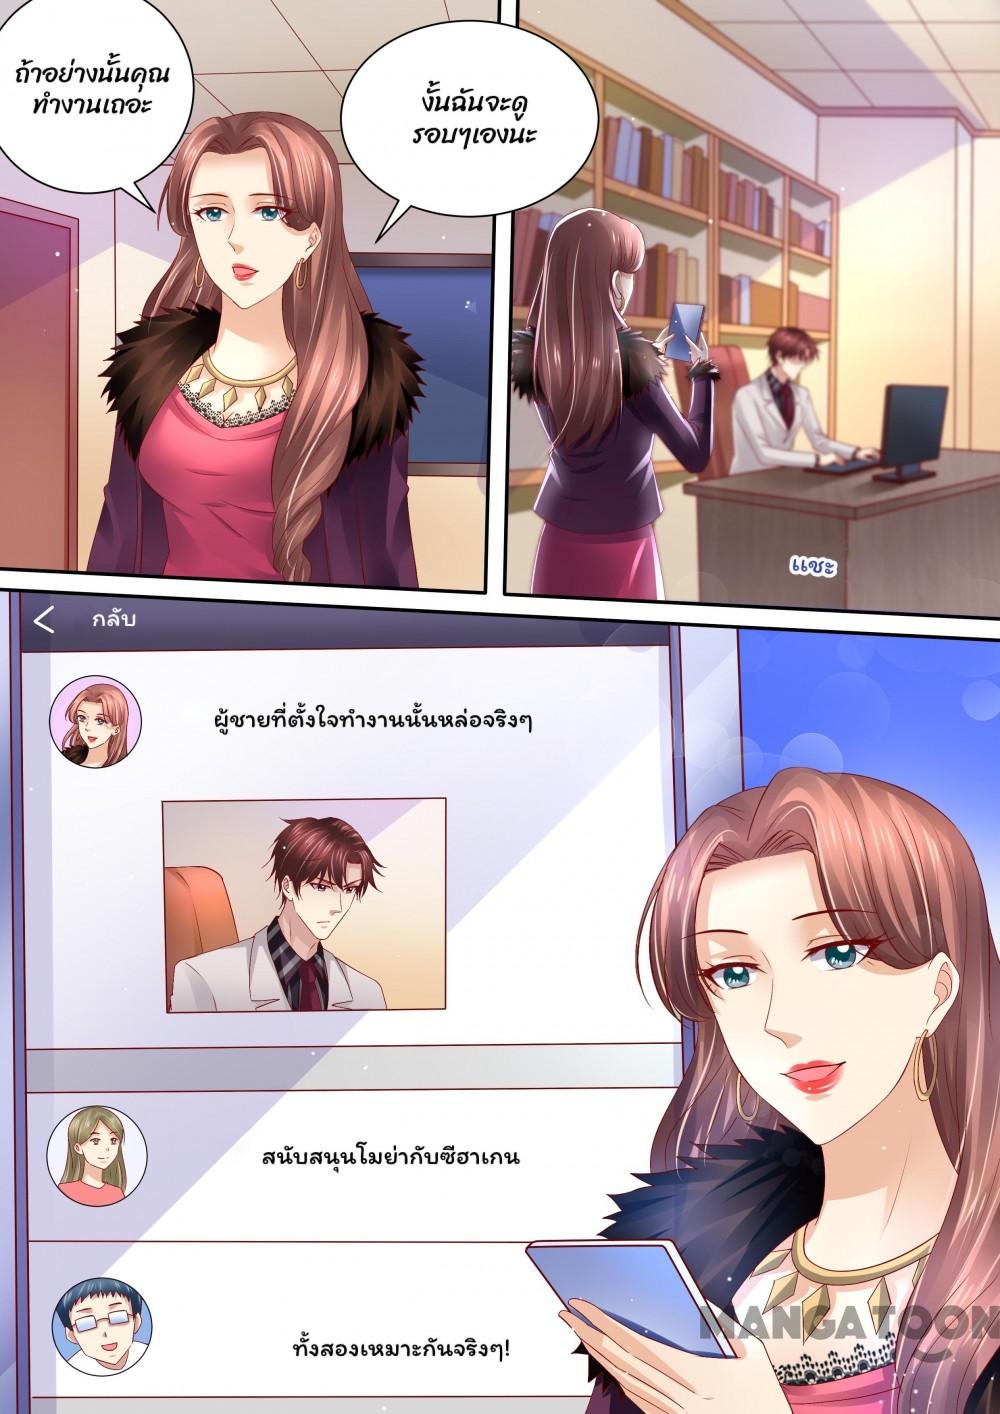 ถ้าอย่างนั้นคุณ
ทำงานเถอะ
งั้นฉันจะดู
รอบๆเองนะ
แชะ
กลับ
ผู้ชายที่ตั้งใจทำงานนั้นหล่อจริงๆ
สนับสนุนโมย่ากับซีฮาเกน
ทั้งสองเหมาะกันจริงๆ!
MANGATOON